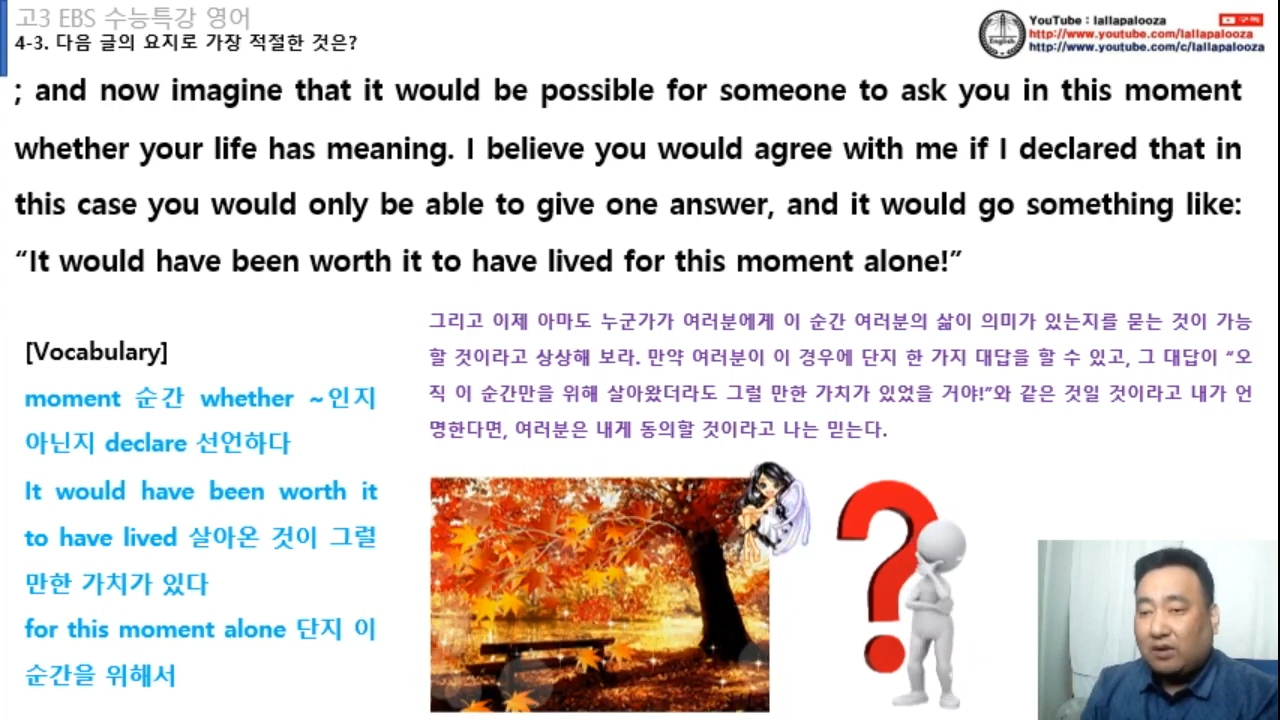 고3 EBS 수능특강 영어
4-3. 다음 글의 요지로 가장 적절한 것은?
English
YouTube : lallapalooza
구독
http://www.youtube.com/lallapalooza
http://www.youtube.com/c/lallapalooza
; and now imagine that it would be possible for someone to ask you in this moment
whether your life has meaning. I believe you would agree with me if I declared that in
this case you would only be able to give one answer, and it would go something like:
“It would have been worth it to have lived for this moment alone!”
그리고 이제 아마도 누군가가 여러분에게 이 순간 여러분의 삶이 의미가 있는지를 묻는 것이 가능
할 것이라고 상상해 보라. 만약 여러분이 이 경우에 단지 한 가지 대답을 할 수 있고, 그 대답이 “오
직 이 순간만을 위해 살아왔더라도 그럴 만한 가치가 있었을 거야!”와 같은 것일 것이라고 내가 언
명한다면, 여러분은 내게 동의할 것이라고 나는 믿는다.
[Vocabulary]
moment 순간 whether ~인지
아닌지 declare 선언하다
It would have been worth it
to have lived 살아온 것이 그럴
만한 가치가 있다
for this moment alone 단지 이
순간을 위해서